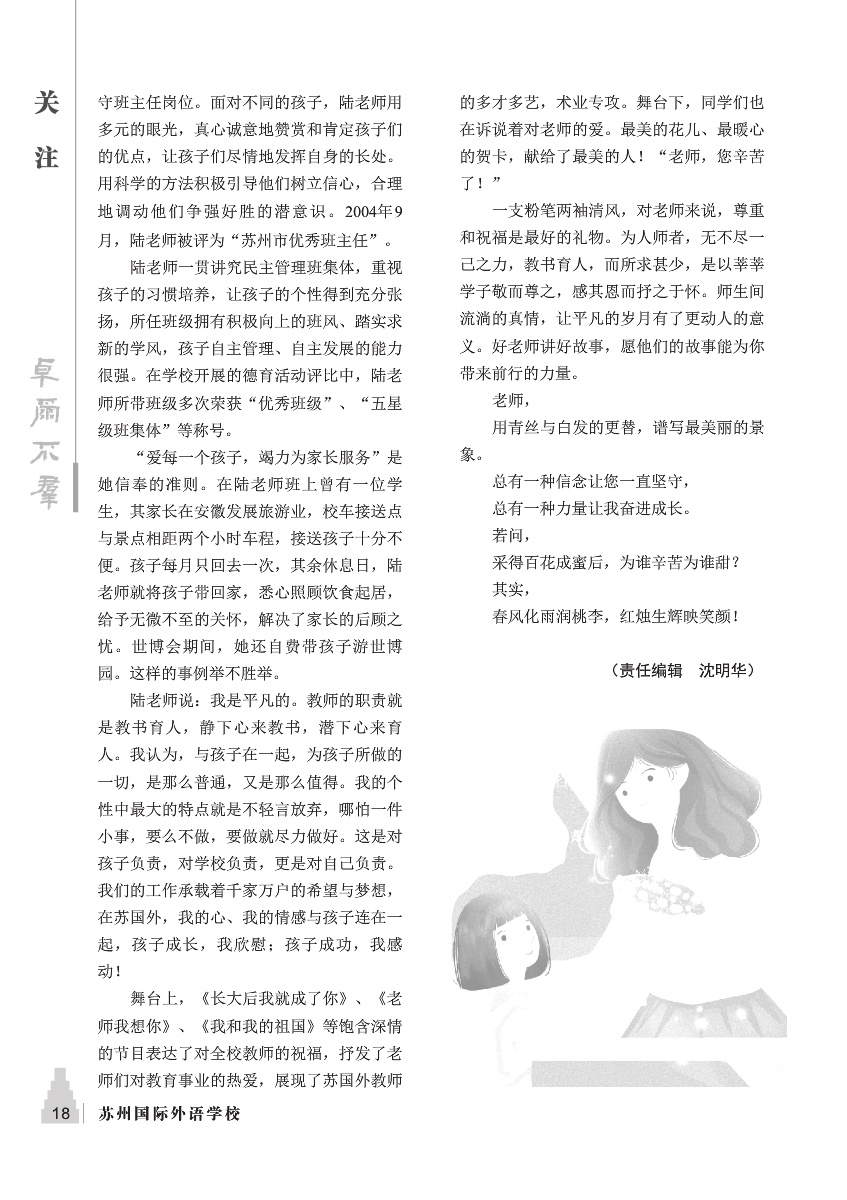 关
注
卓尔不群
守班主任岗位。面对不同的孩子，陆老师用
多元的眼光，真心诚意地赞赏和肯定孩子们
的优点，让孩子们尽情地发挥自身的长处。
用科学的方法积极引导他们树立信心，合理
地调动他们争强好胜的潜意识。2004年9
月，陆老师被评为“苏州市优秀班主任”。
陆老师一贯讲究民主管理班集体，重视
孩子的习惯培养，让孩子的个性得到充分张
扬，所任班级拥有积极向上的班风、踏实求
新的学风，孩子自主管理、自主发展的能力
很强。在学校开展的德育活动评比中，陆老
师所带班级多次荣获“优秀班级”、“五星
级班集体”等称号。
“爱每一个孩子，竭力为家长服务”是
她信奉的准则。在陆老师班上曾有一位学
生，其家长在安徽发展旅游业，校车接送点
与景点相距两个小时车程，接送孩子十分不
便。孩子每月只回去一次，其余休息日，陆
老师就将孩子带回家，悉心照顾饮食起居，
给予无微不至的关怀，解决了家长的后顾之
忧。世博会期间，她还自费带孩子游世博
园。这样的事例举不胜举。
陆老师说：我是平凡的。教师的职责就
是教书育人，静下心来教书，潜下心来育
人。我认为，与孩子在一起，为孩子所做的
一切，是那么普通，又是那么值得。我的个
性中最大的特点就是不轻言放弃，哪怕一件
小事，要么不做，要做就尽力做好。这是对
孩子负责，对学校负责，更是对自己负责。
我们的工作承载着千家万户的希望与梦想，
在苏国外，我的心、我的情感与孩子连在一
起，孩子成长，我欣慰；孩子成功，我感
动！
舞台上，《长大后我就成了你》、《老
师我想你》、《我和我的祖国》等饱含深情
的节目表达了对全校教师的祝福，抒发了老
师们对教育事业的热爱，展现了苏国外教师
的多才多艺，术业专攻。舞台下，同学们也
在诉说着对老师的爱。最美的花儿、最暖心
的贺卡，献给了最美的人！“老师，您辛苦
了！”
一支粉笔两袖清风，对老师来说，尊重
和祝福是最好的礼物。为人师者，无不尽一
己之力，教书育人，而所求甚少，是以莘莘
学子敬而尊之，感其恩而抒之于怀。师生间
流淌的真情，让平凡的岁月有了更动人的意
义。好老师讲好故事，愿他们的故事能为你
带来前行的力量。
老师，
用青丝与白发的更替，谱写最美丽的景
象。
总有一种信念让您一直坚守，
总有一种力量让我奋进成长。
若问，
采得百花成蜜后，为谁辛苦为谁甜？
其实，
春风化雨润桃李，红烛生辉映笑颜！
（责任编辑　沈明华）
18 苏州国际外语学校